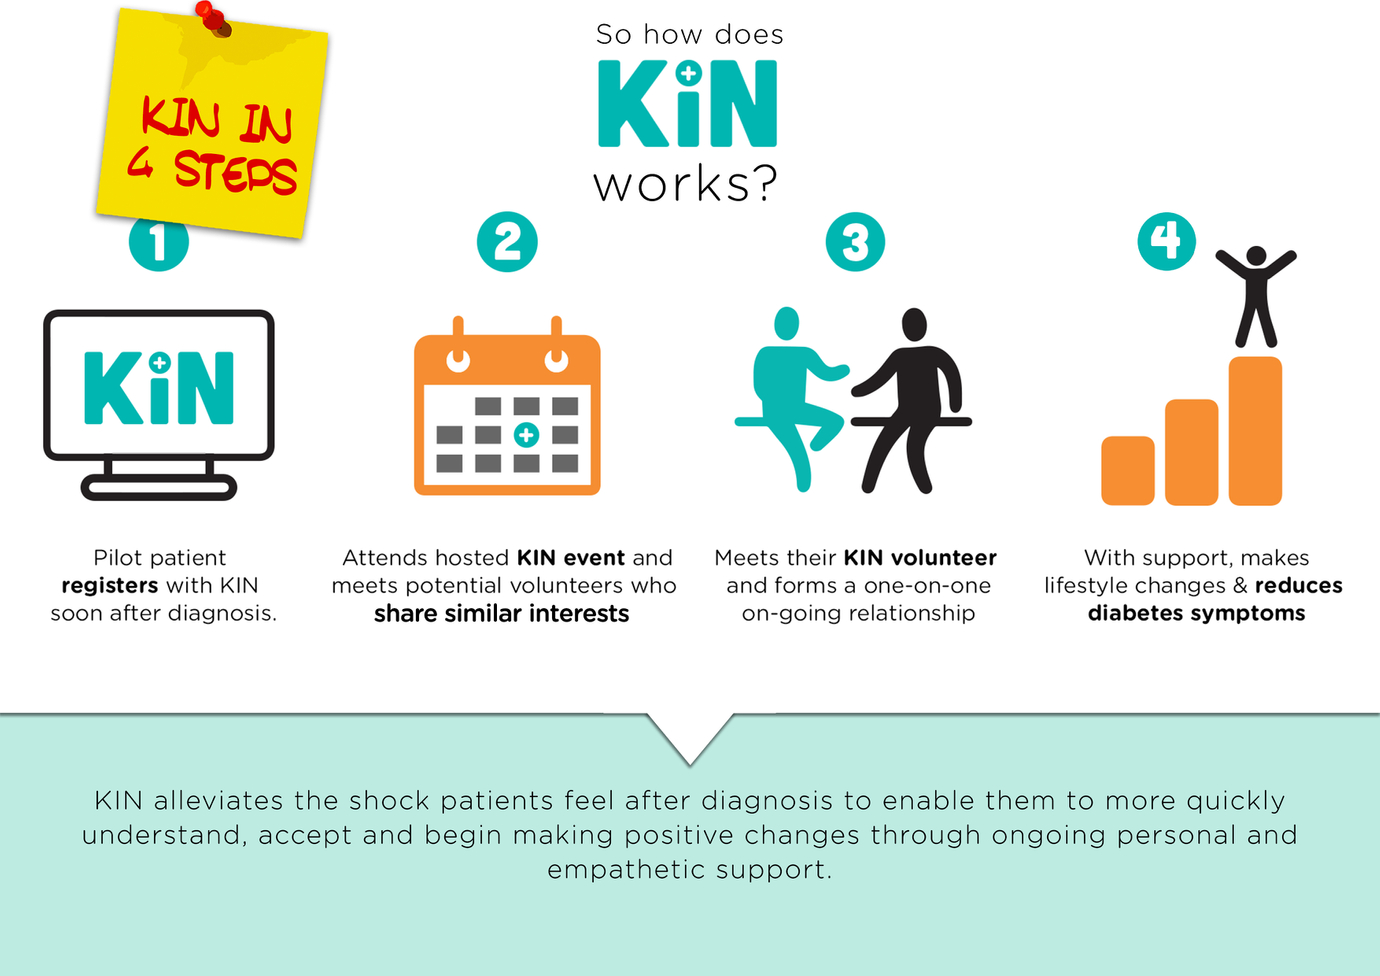 KIN IN
4 STEPS
So how does
KiN
works?
1
2
3
4
KiN
Pilot patient
registers with KIN
soon after diagnosis.
Attends hosted KIN event and
meets potential volunteers who
share similar interests
Meets their KIN volunteer
and forms a one-on-one
on-going relationship
With support, makes
lifestyle changes & reduces
diabetes symptoms
KIN alleviates the shock patients feel after diagnosis to enable them to more quickly
understand, accept and begin making positive changes through ongoing personal and
empathetic support.